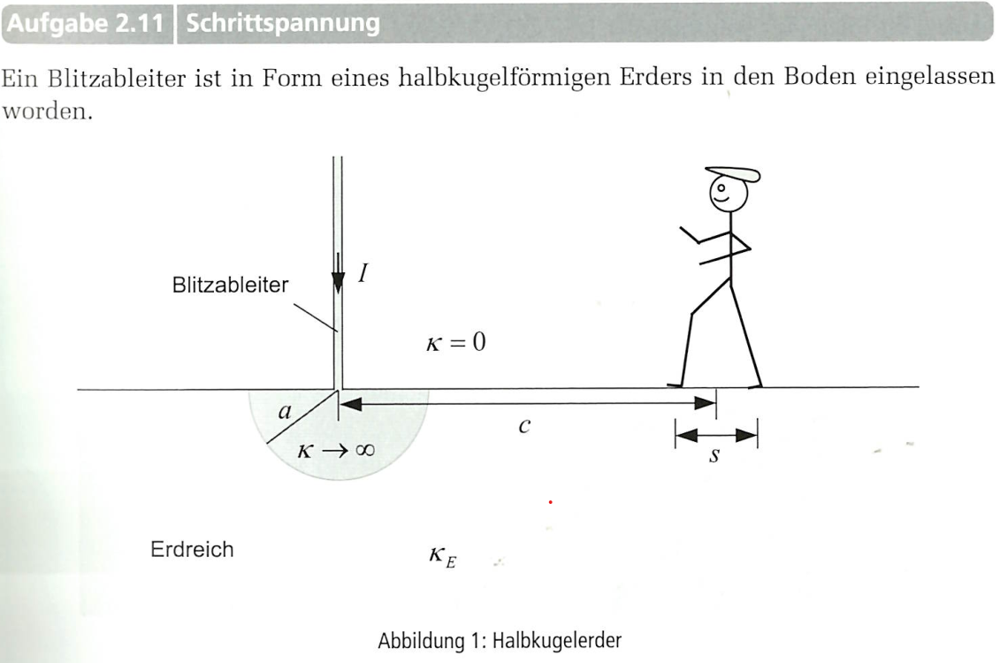 Aufgabe 2.11 Schrittspannung
Ein Blitzableiter ist in Form eines halbkugelförmigen Erders in den Boden eingelassen
worden.
I
Blitzableiter
κ = 0
a
c
κ → ∞
s
Erdreich
κ_E
Abbildung 1: Halbkugelerder